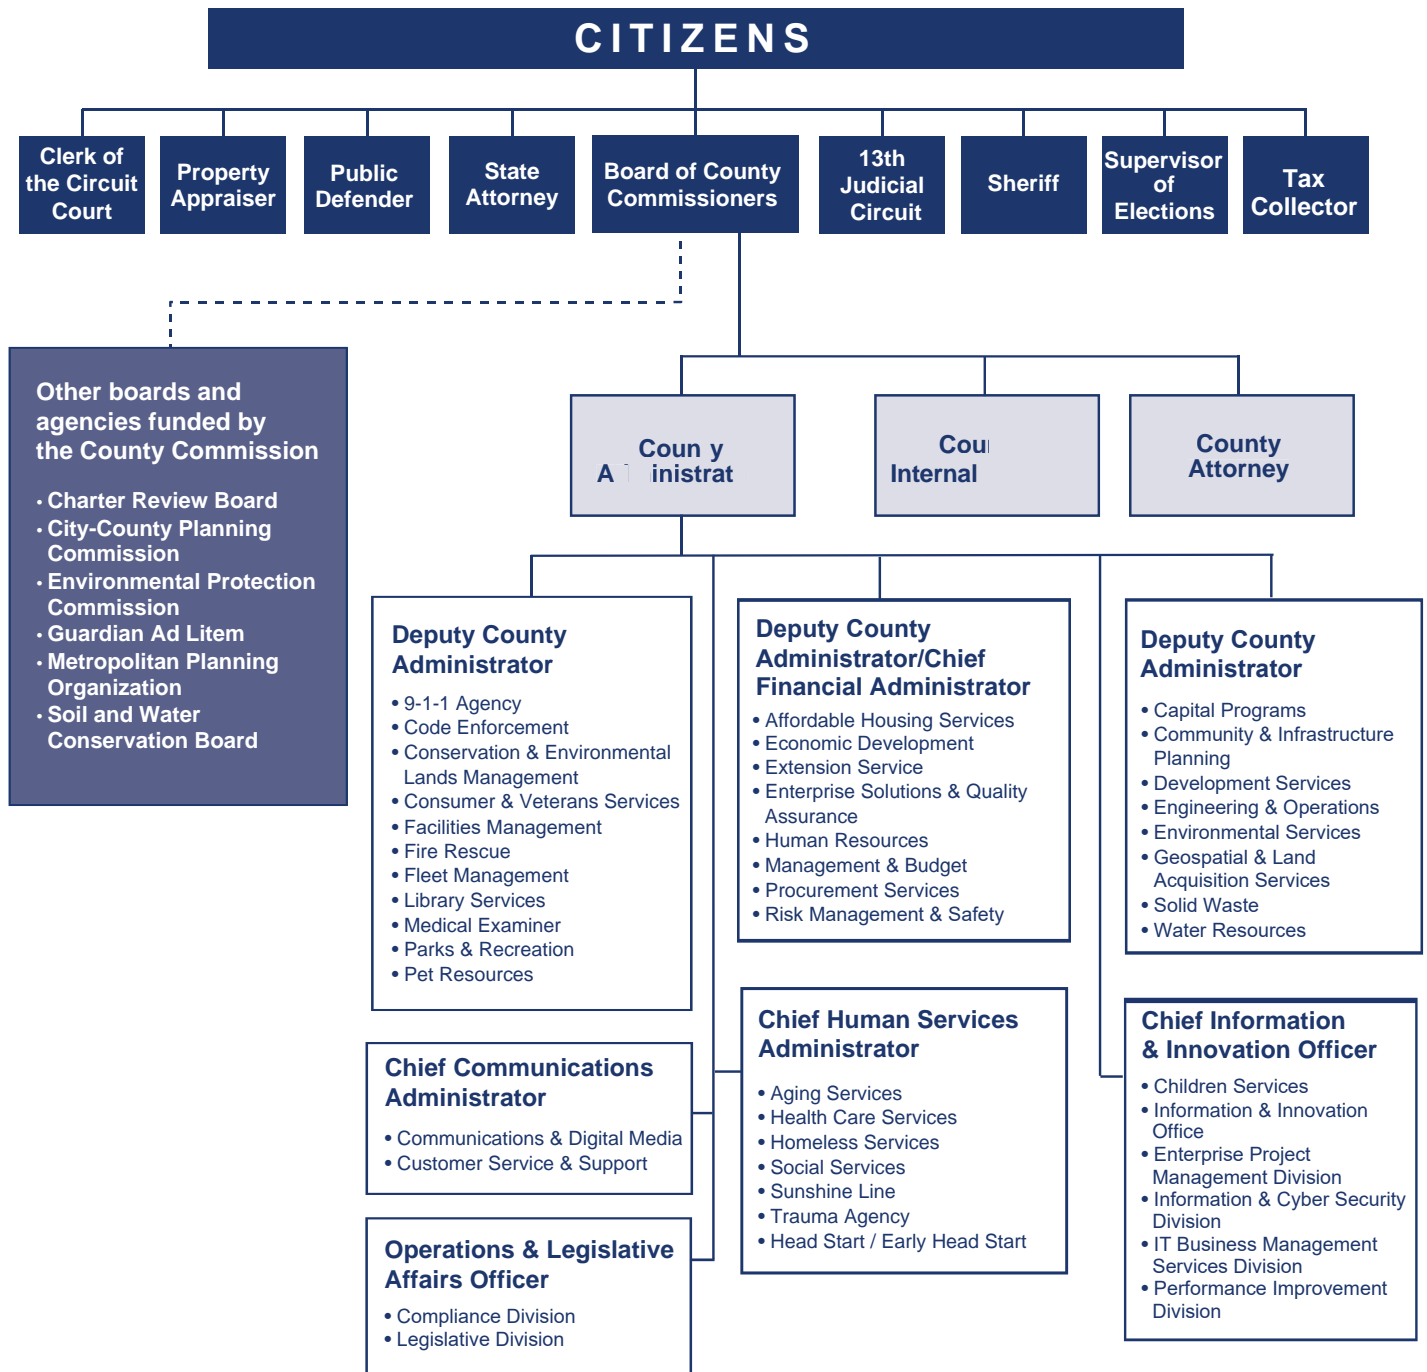 CITIZENS
Clerk of
the Circuit
Court
Property
Appraiser
Public
Defender
State
Attorney
Board of County
Commissioners
13th
Judicial
Circuit
Sheriff
Supervisor
of
Elections
Tax
Collector
Other boards and
agencies funded by
the County Commission
• Charter Review Board
• City-County Planning
Commission
• Environmental Protection
Commission
• Guardian Ad Litem
• Metropolitan Planning
Organization
• Soil and Water
Conservation Board
Internal
County
Attorney
Deputy County
Administrator
• 9-1-1 Agency
• Code Enforcement
• Conservation & Environmental
Lands Management
• Consumer & Veterans Services
• Facilities Management
• Fire Rescue
• Fleet Management
• Library Services
• Medical Examiner
• Parks & Recreation
• Pet Resources
Deputy County
Administrator/Chief
Financial Administrator
• Affordable Housing Services
• Economic Development
• Extension Service
• Enterprise Solutions & Quality
Assurance
• Human Resources
• Management & Budget
• Procurement Services
• Risk Management & Safety
Deputy County
Administrator
• Capital Programs
• Community & Infrastructure
Planning
• Development Services
• Engineering & Operations
• Environmental Services
• Geospatial & Land
Acquisition Services
• Solid Waste
• Water Resources
Chief Communications
Administrator
• Communications & Digital Media
• Customer Service & Support
Chief Human Services
Administrator
• Aging Services
• Health Care Services
• Homeless Services
• Social Services
• Sunshine Line
• Trauma Agency
• Head Start / Early Head Start
Chief Information
& Innovation Officer
• Children Services
• Information & Innovation
Office
• Enterprise Project
Management Division
• Information & Cyber Security
Division
• IT Business Management
Services Division
• Performance Improvement
Division
Operations & Legislative
Affairs Officer
• Compliance Division
• Legislative Division